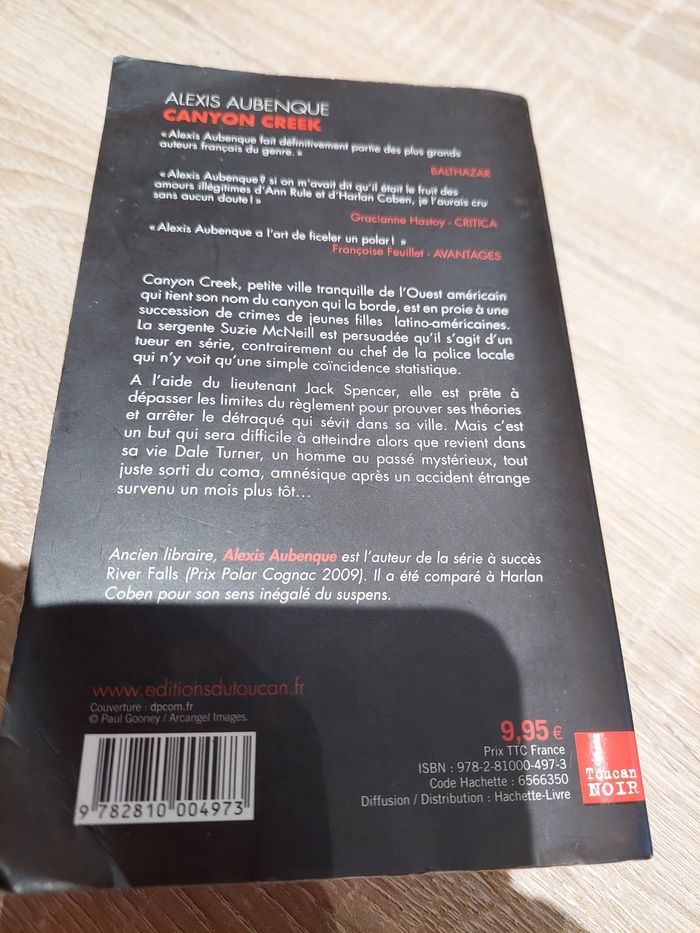 ALEXIS AUBENQUE
CANYON CREEK
« Alexis Aubenque fait définitivement partie des plus grands
auteurs français du genre. »
BALTHAZAR
« Alexis Aubenque ? si on m'avait dit qu'il était le fruit des
amours illégitimes d'Ann Rule et d'Harlan Coben, je l'aurais cru
sans aucun doute ! »
Gracianne Hastoy - CRITICA
« Alexis Aubenque a l'art de ficeler un polar ! »
Françoise Feuillet - AVANTAGES
Canyon Creek, petite ville tranquille de l'Ouest américain
qui tient son nom du canyon qui la borde, est en proie à une
succession de crimes de jeunes filles latino-américaines.
La sergente Suzie McNeill est persuadée qu'il s'agit d'un
tueur en série, contrairement au chef de la police locale
qui n'y voit qu'une simple coïncidence statistique.
A l'aide du lieutenant Jack Spencer, elle est prête à
dépasser les limites du règlement pour prouver ses théories
et arrêter le détraqué qui sévit dans sa ville. Mais c'est
un but qui sera difficile à atteindre alors que revient dans
sa vie Dale Turner, un homme au passé mystérieux, tout
juste sorti du coma, amnésique après un accident étrange
survenu un mois plus tôt...
Ancien libraire, Alexis Aubenque est l'auteur de la série à succès
River Falls (Prix Polar Cognac 2009). Il a été comparé à Harlan
Coben pour son sens inégalé du suspens.
www.editionsdutoucan.fr
Couverture : dpcom.fr
© Paul Gooney / Arcangel Images.
9 782810 004973
9,95 €
Prix TTC France
ISBN : 978-2-81000-497-3
Code Hachette : 6566350
Diffusion / Distribution : Hachette-Livre
Toucan
NOIR